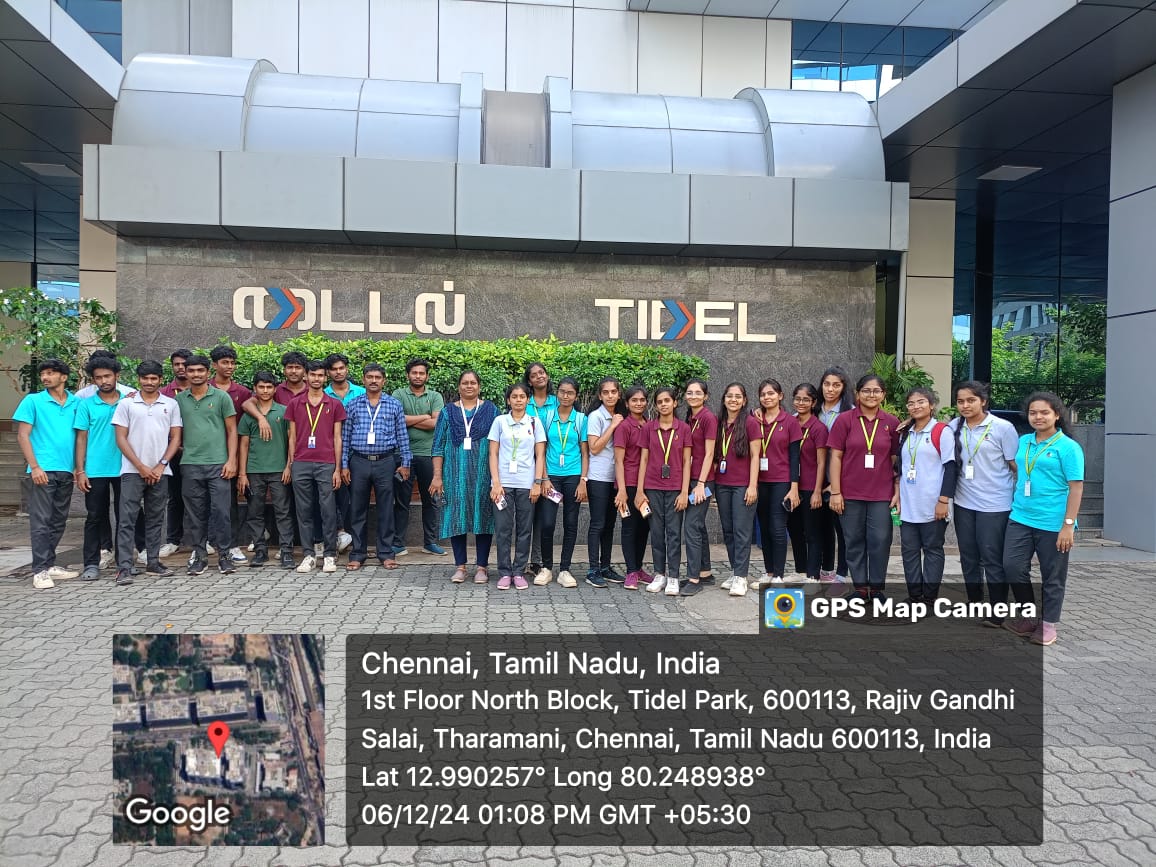 டைடல் TIDEL
GPS Map Camera
Chennai, Tamil Nadu, India
1st Floor North Block, Tidel Park, 600113, Rajiv Gandhi
Salai, Tharamani, Chennai, Tamil Nadu 600113, India
Lat 12.990257° Long 80.248938°
06/12/24 01:08 PM GMT +05:30
Google